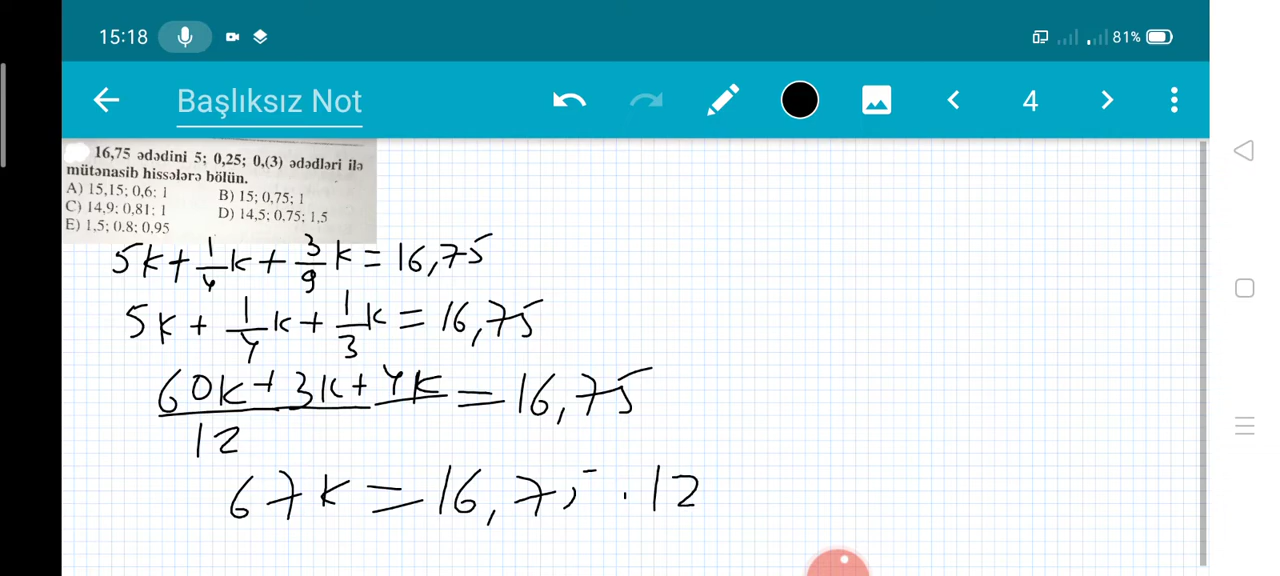 15:18 81%
Başlıksız Not 4
16,75 ədədini 5; 0,25; 0,(3) ədədləri ilə
mütənasib hissələrə bölün.
A) 15,15; 0,6; 1 B) 15; 0,75; 1
C) 14,9; 0,81; 1 D) 14,5; 0,75; 1,5
E) 1,5; 0,8; 0,95
5k + 1/4 k + 3/9 k = 16,75
5k + 1/4 k + 1/3 k = 16,75
60k + 3k + 4k / 12 = 16,75
67k = 16,75 · 12